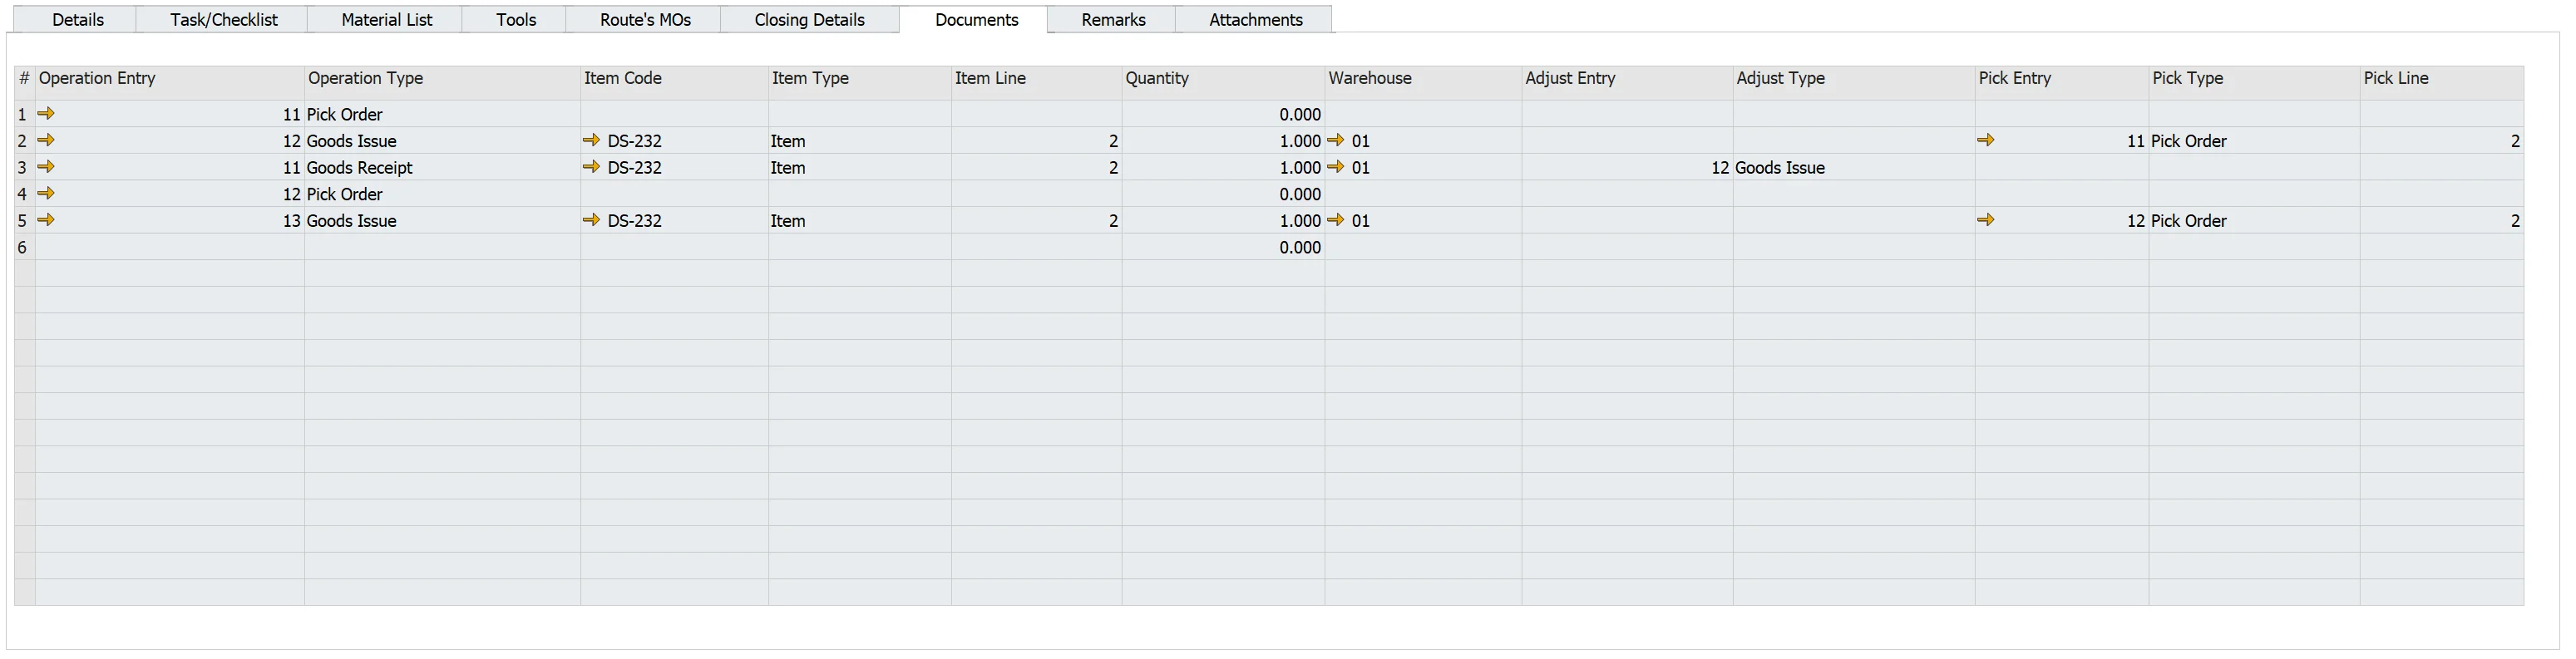 Details Task/Checklist Material List Tools Route's MOs Closing Details Documents Remarks Attachments
# Operation Entry Operation Type Item Code Item Type Item Line Quantity Warehouse Adjust Entry Adjust Type Pick Entry Pick Type Pick Line
1 11 Pick Order 0.000
2 12 Goods Issue DS-232 Item 2 1.000 01 11 Pick Order 2
3 11 Goods Receipt DS-232 Item 2 1.000 01 12 Goods Issue
4 12 Pick Order 0.000
5 13 Goods Issue DS-232 Item 2 1.000 01 12 Pick Order 2
6 0.000